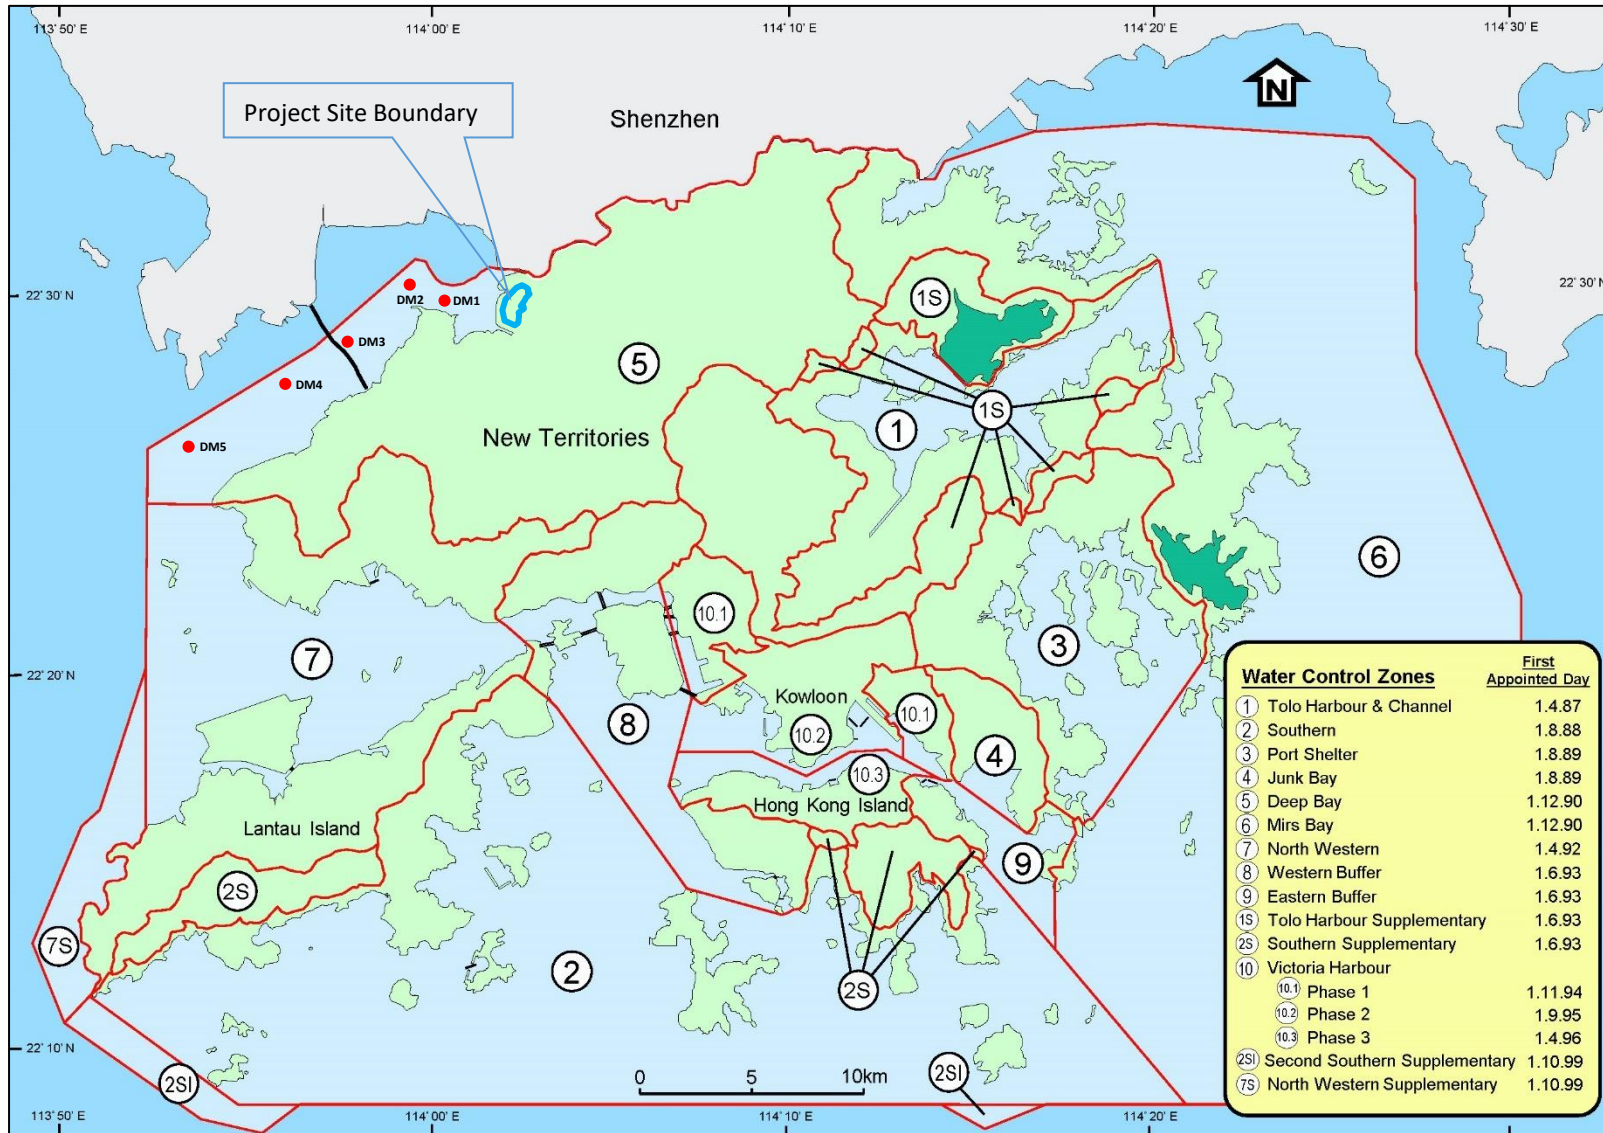 113° 50' E
114° 00' E
114° 10' E
114° 20' E
114° 30' E
N
Project Site Boundary
Shenzhen
22° 30' N
22° 30' N
DM2
DM1
DM3
DM4
DM5
1S
5
1S
1
New Territories
6
10.1
3
7
Kowloon
8
10.2
10.1
4
10.3
Hong Kong Island
Lantau Island
9
2S
7S
2
2S
22° 20' N
22° 10' N
2SI
2SI
0 5 10km
113° 50' E
114° 00' E
114° 10' E
114° 20' E
Water Control Zones First Appointed Day
1 Tolo Harbour & Channel 1.4.87
2 Southern 1.8.88
3 Port Shelter 1.8.89
4 Junk Bay 1.8.89
5 Deep Bay 1.12.90
6 Mirs Bay 1.12.90
7 North Western 1.4.92
8 Western Buffer 1.6.93
9 Eastern Buffer 1.6.93
1S Tolo Harbour Supplementary 1.6.93
2S Southern Supplementary 1.6.93
10 Victoria Harbour
10.1 Phase 1 1.11.94
10.2 Phase 2 1.9.95
10.3 Phase 3 1.4.96
2SI Second Southern Supplementary 1.10.99
7S North Western Supplementary 1.10.99
114° 30' E